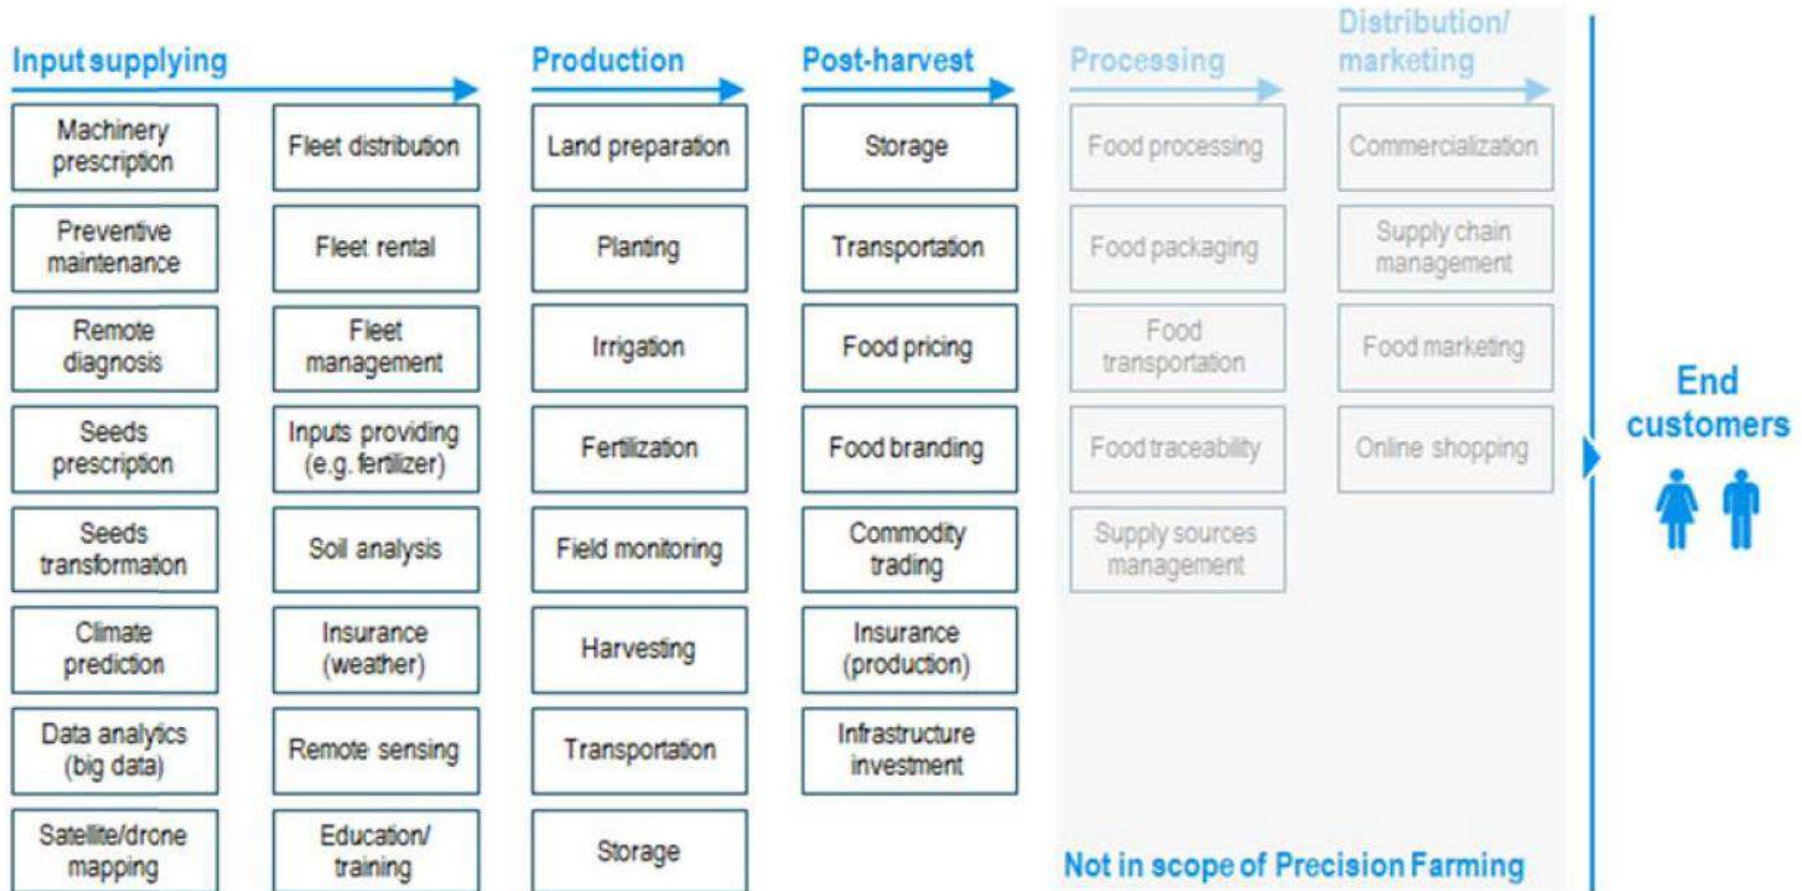 Input supplying
Machinery
prescription
Preventive
maintenance
Remote
diagnosis
Seeds
prescription
Seeds
transformation
Climate
prediction
Data analytics
(big data)
Satellite/drone
mapping
Fleet distribution
Fleet rental
Fleet
management
Inputs providing
(e.g. fertilizer)
Soil analysis
Insurance
(weather)
Remote sensing
Education/
training
Production
Land preparation
Planting
Irrigation
Fertilization
Field monitoring
Harvesting
Transportation
Storage
Post-harvest
Storage
Transportation
Food pricing
Food branding
Commodity
trading
Insurance
(production)
Infrastructure
investment
Processing
Food processing
Food packaging
Food
transportation
Food traceability
Supply sources
management
Distribution/
marketing
Commercialization
Supply chain
management
Food marketing
Online shopping
Not in scope of Precision Farming
End
customers